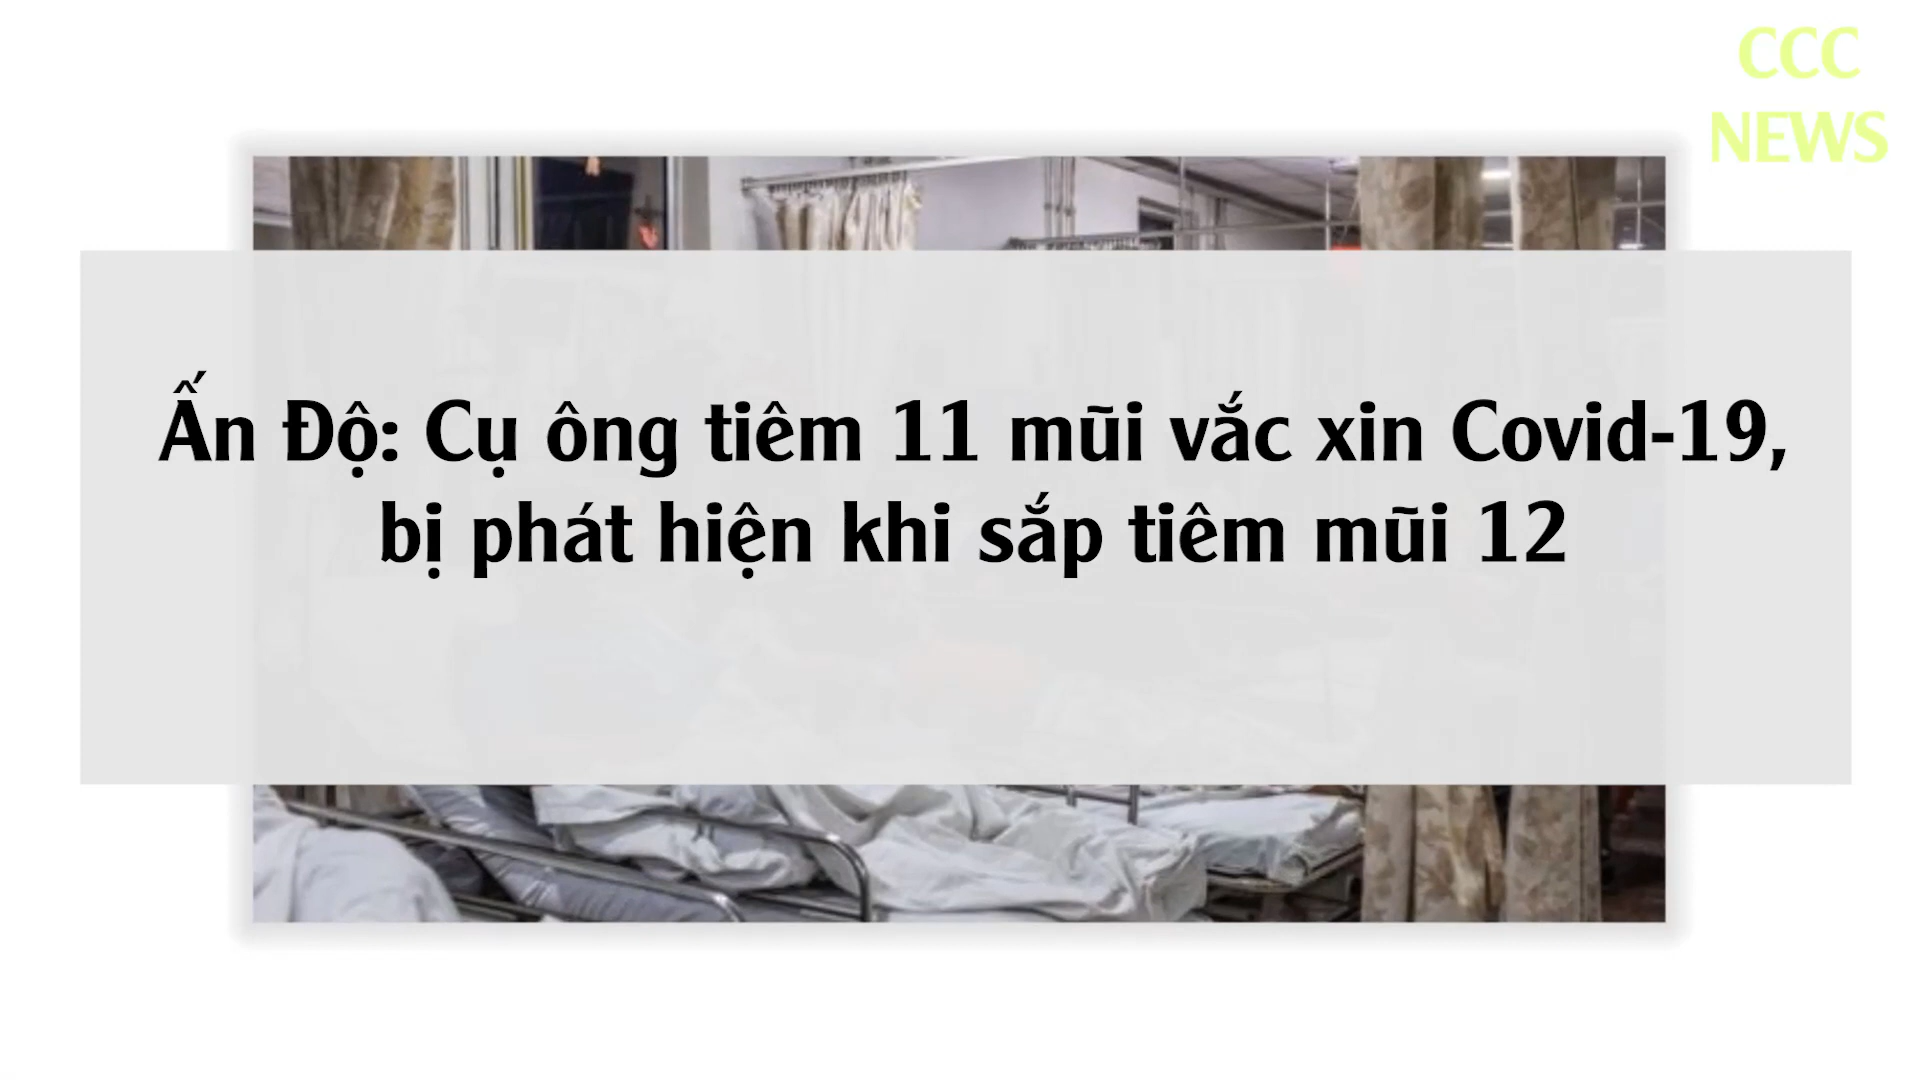 CCC
NEWS
Ấn Độ: Cụ ông tiêm 11 mũi vắc xin Covid-19,
bị phát hiện khi sắp tiêm mũi 12